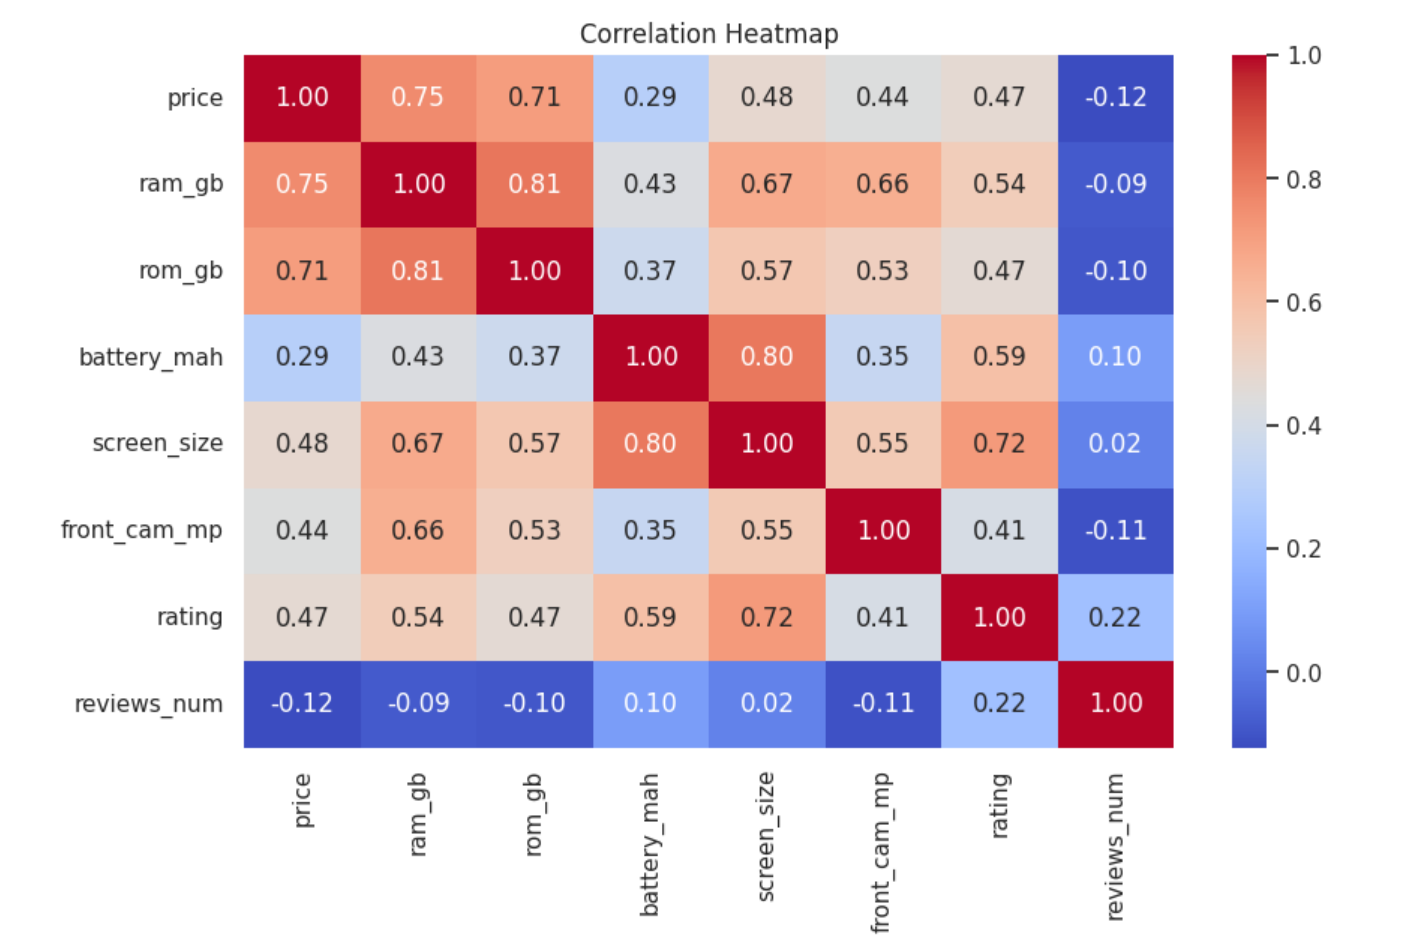 Correlation Heatmap
price 1.00 0.75 0.71 0.29 0.48 0.44 0.47 -0.12
ram_gb 0.75 1.00 0.81 0.43 0.67 0.66 0.54 -0.09
rom_gb 0.71 0.81 1.00 0.37 0.57 0.53 0.47 -0.10
battery_mah 0.29 0.43 0.37 1.00 0.80 0.35 0.59 0.10
screen_size 0.48 0.67 0.57 0.80 1.00 0.55 0.72 0.02
front_cam_mp 0.44 0.66 0.53 0.35 0.55 1.00 0.41 -0.11
rating 0.47 0.54 0.47 0.59 0.72 0.41 1.00 0.22
reviews_num -0.12 -0.09 -0.10 0.10 0.02 -0.11 0.22 1.00
price ram_gb rom_gb battery_mah screen_size front_cam_mp rating reviews_num
1.0
0.8
0.6
0.4
0.2
0.0